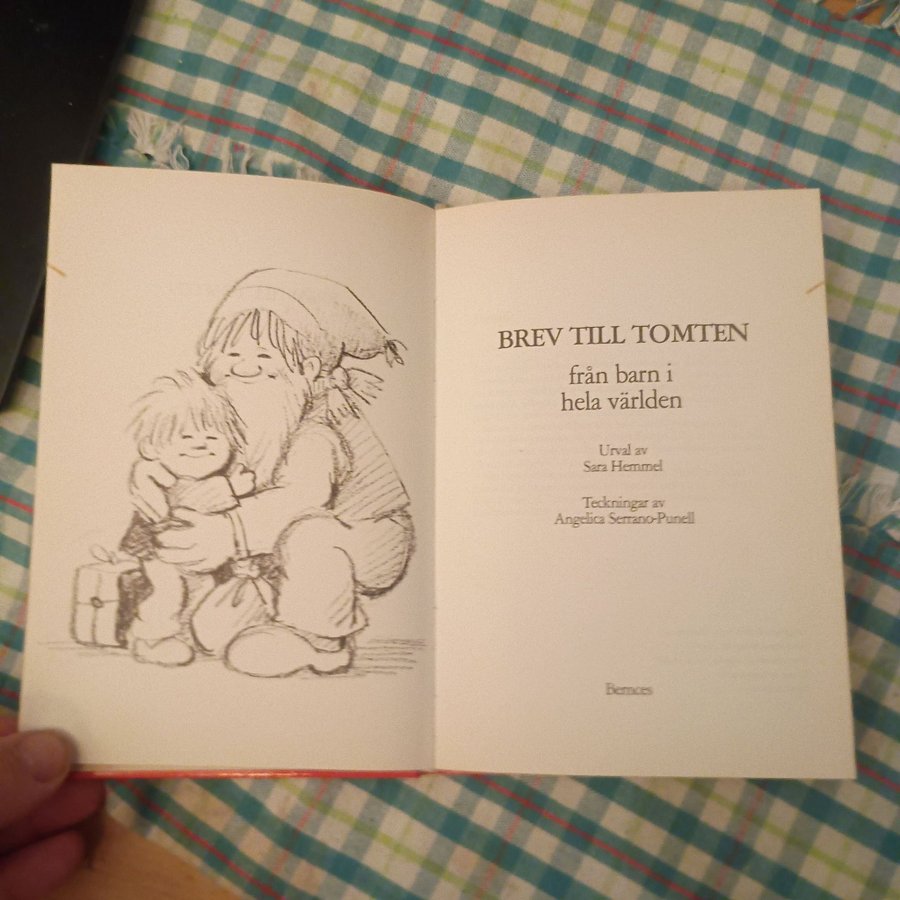 BREV TILL TOMTEN
från barn i
hela världen
Urval av
Sara Hemmel
Teckningar av
Angelica Serrano-Punell
Bernces